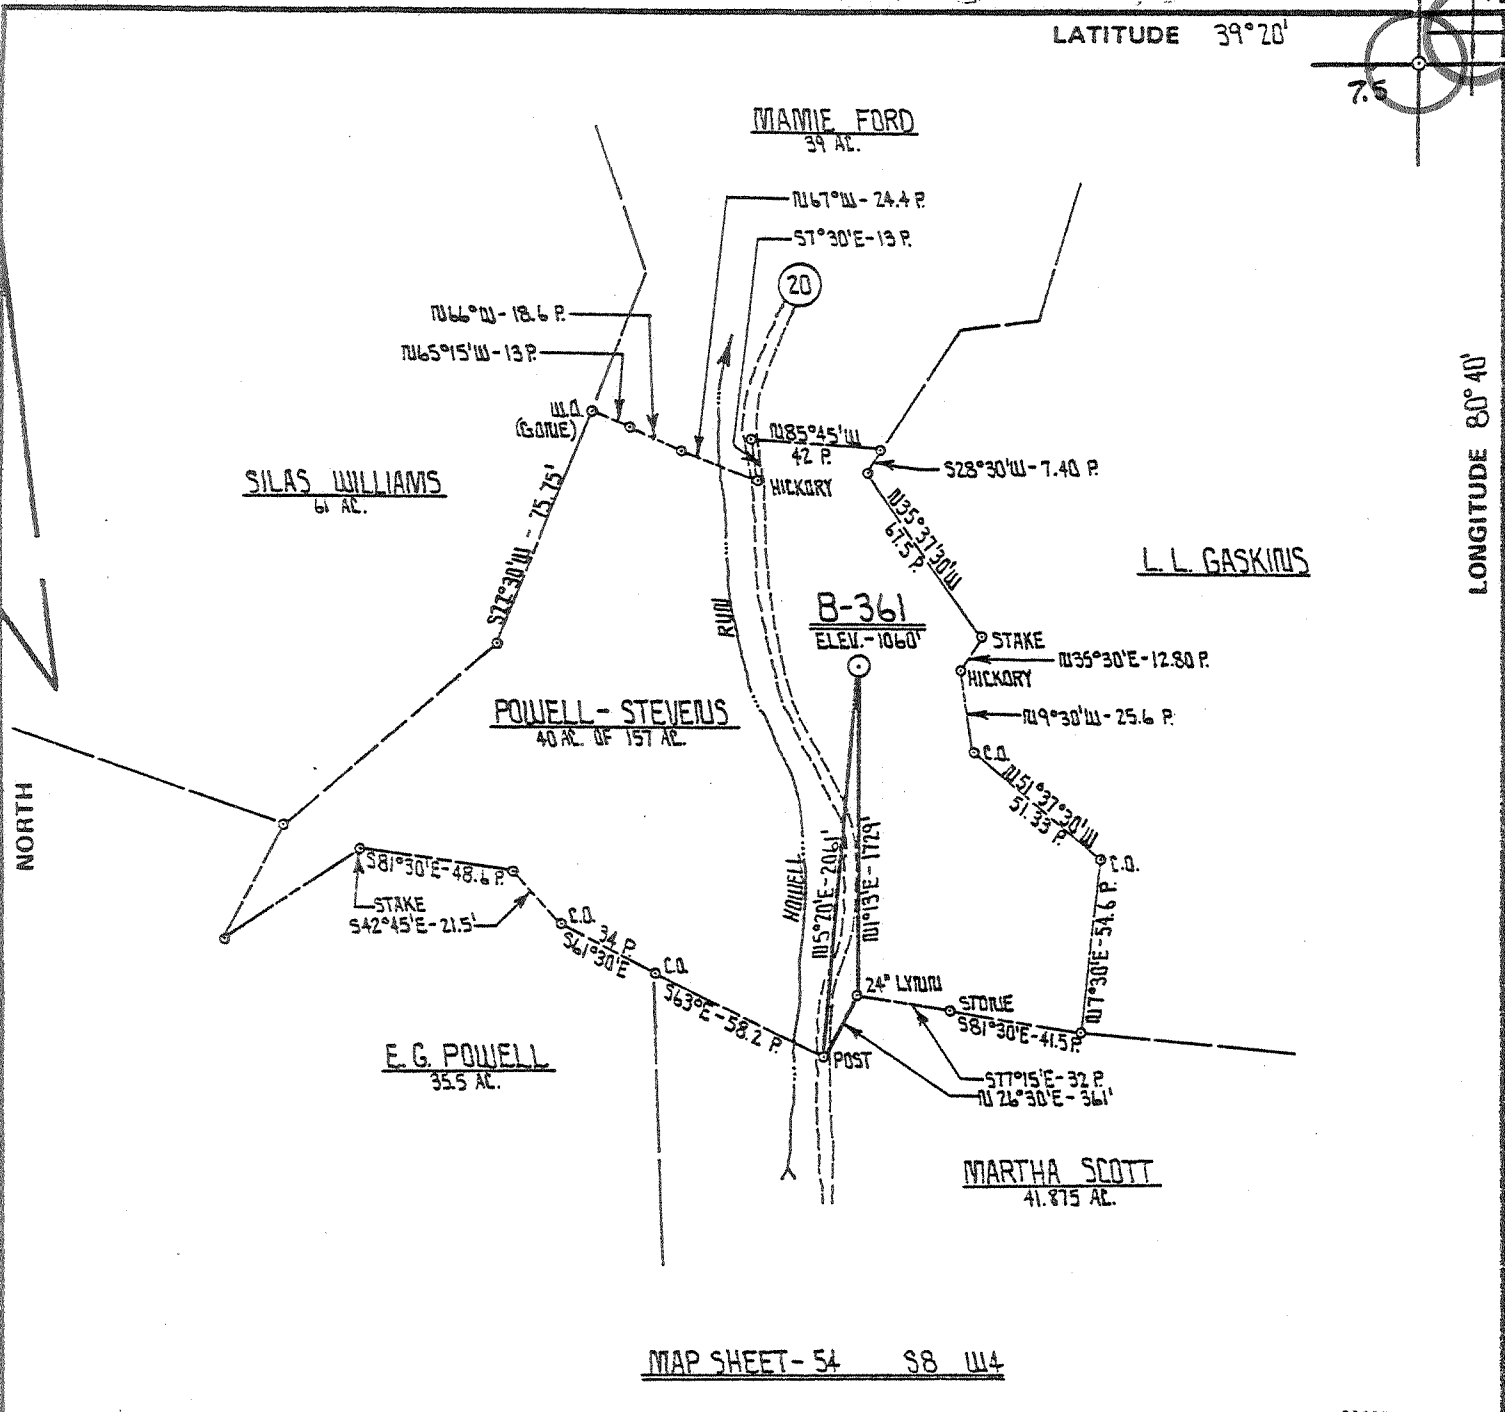 LATITUDE 39°20'
7.5
MAMIE FORD
39 AC.
N67°W-24.4 P.
S7°30'E-13 P.
20
N66°W-18.6 P.
N65°15'W-13 P.
W.O.
(GONE)
N85°45'W
42 P.
S28°30'W-7.40 P.
HICKORY
SILAS WILLIAMS
61 AC.
S22°30'W - 75.75'
N35°37'30"W
67.5 P.
L. L. GASKINS
LONGITUDE 80°40'
B-361
ELEV.-1060'
RUN
STAKE
N35°30'E-12.80 P.
HICKORY
N9°30'W-25.6 P.
POWELL-STEVENS
40 AC. OF 157 AC.
C.O.
N51°37'30"W
51.33 P.
NORTH
C.O.
S81°30'E-48.6 P.
STAKE
S42°45'E-21.5'
HOWELL
N5°20'E-2061'
N1°13'E-1729'
N7°30'E-54.6 P.
C.O.
34 P.
S61°30'E
C.O.
S63°E-58.2 P.
24" LYNN
STONE
S81°30'E-41.5 P.
POST
E. G. POWELL
35.5 AC.
S77°15'E-32 P.
N 26°30'E-361'
MARTHA SCOTT
41.875 AC.
MAP SHEET-54 S8 W4